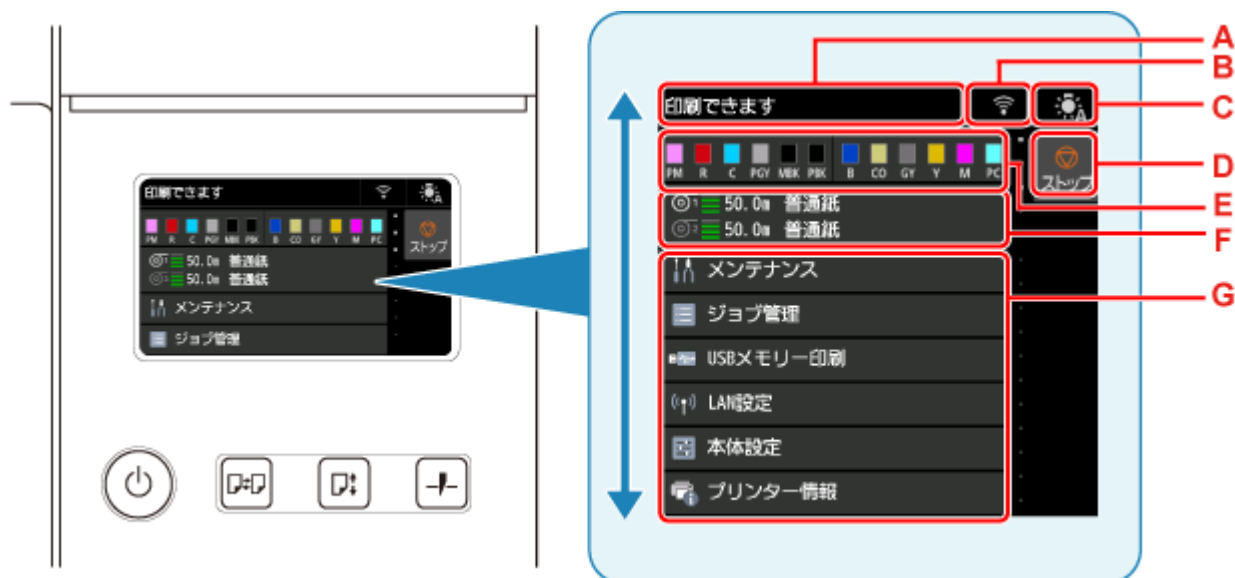 印刷できます
A
PM R C PGY MBK PBK B CO GY Y M PC
ストップ
1 50.0m 普通紙
2 50.0m 普通紙
メンテナンス
ジョブ管理
印刷できます
A
PM R C PGY MBK PBK B CO GY Y M PC
ストップ
1 50.0m 普通紙
2 50.0m 普通紙
メンテナンス
ジョブ管理
USBメモリー印刷
LAN設定
本体設定
プリンター情報
A
B
C
D
E
F
G